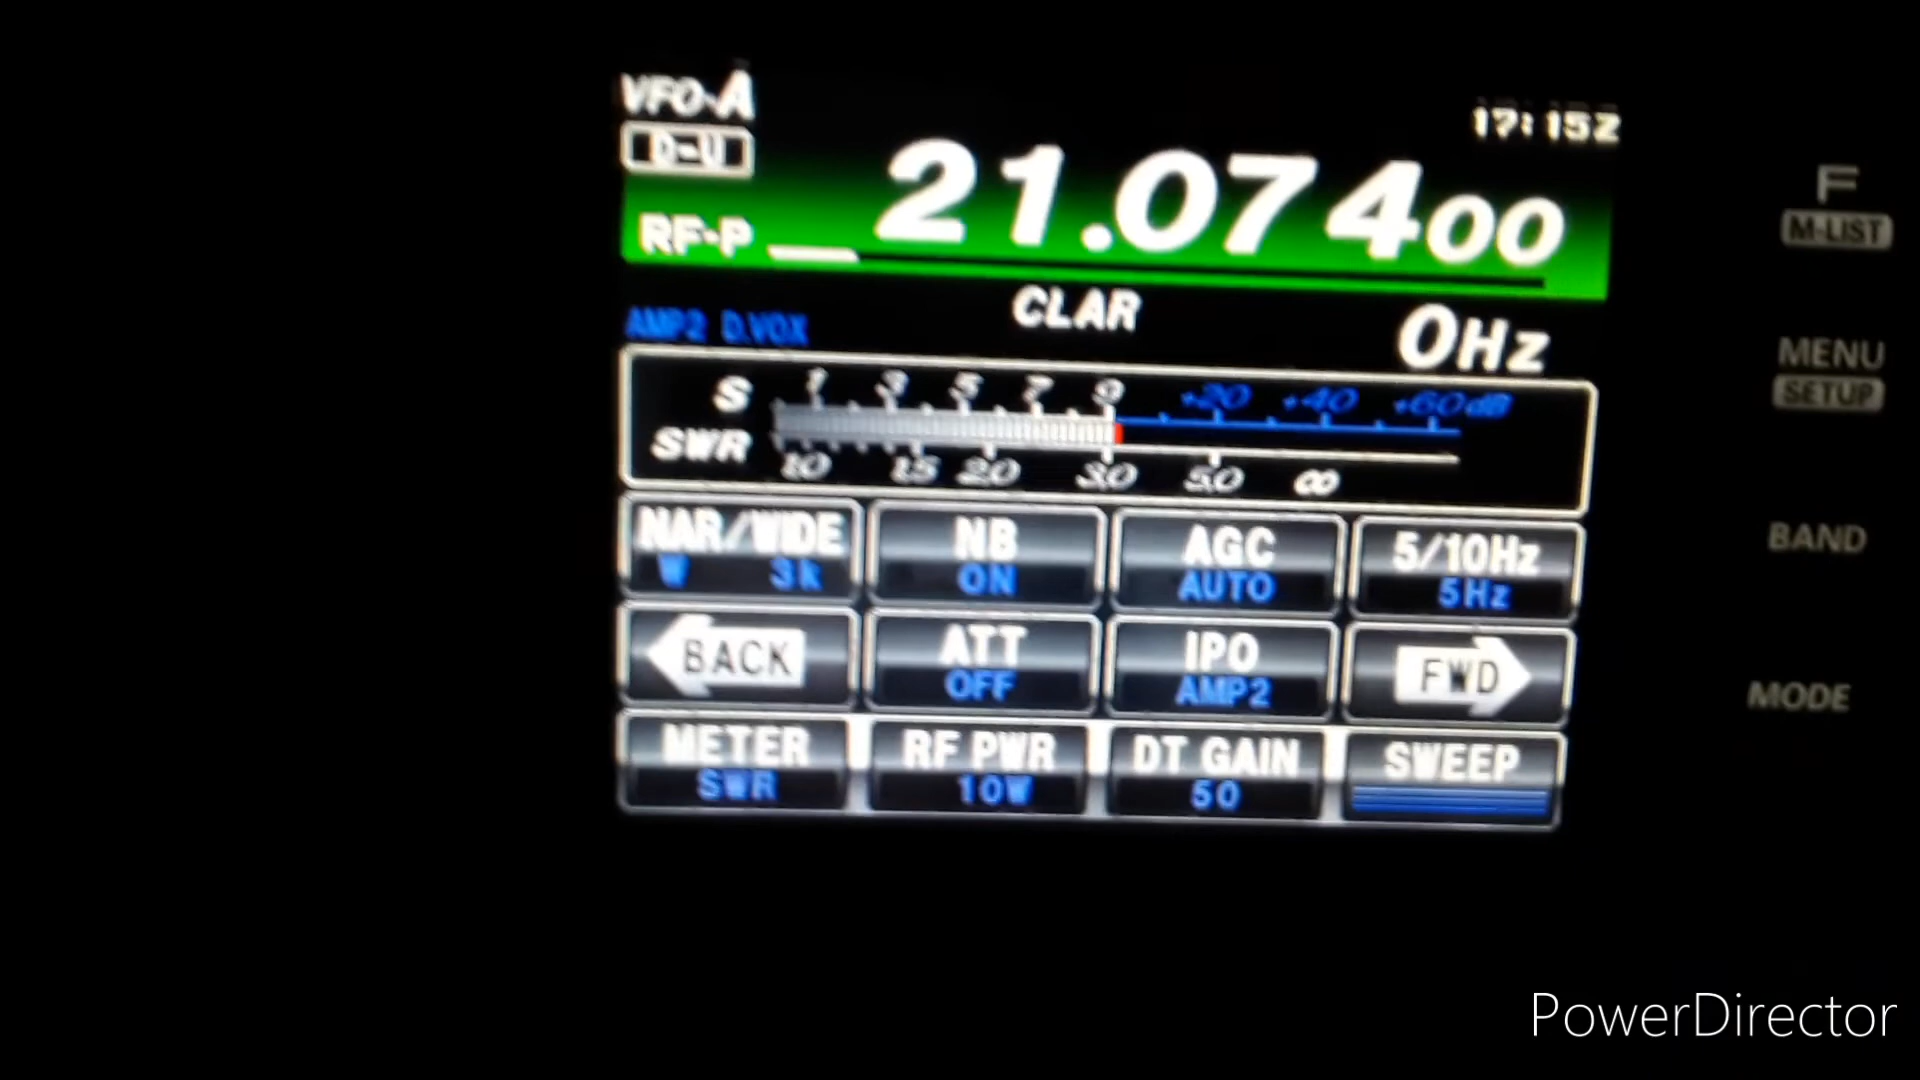 VFO-A
17:15Z
D-U
21.07400
RF-P
F
M-LIST
CLAR
0Hz
AMP2 D.VOX
S 1 3 5 7 9 +20 +40 +60dB
SWR 1.0 1.5 2.0 3.0 5.0 ∞
MENU
SETUP
NAR/WIDE NB AGC 5/10Hz
W 3k ON AUTO 5Hz
BAND
BACK ATT IPO FWD
OFF AMP2
MODE
METER RF PWR DT GAIN SWEEP
SWR 10W 50
PowerDirector